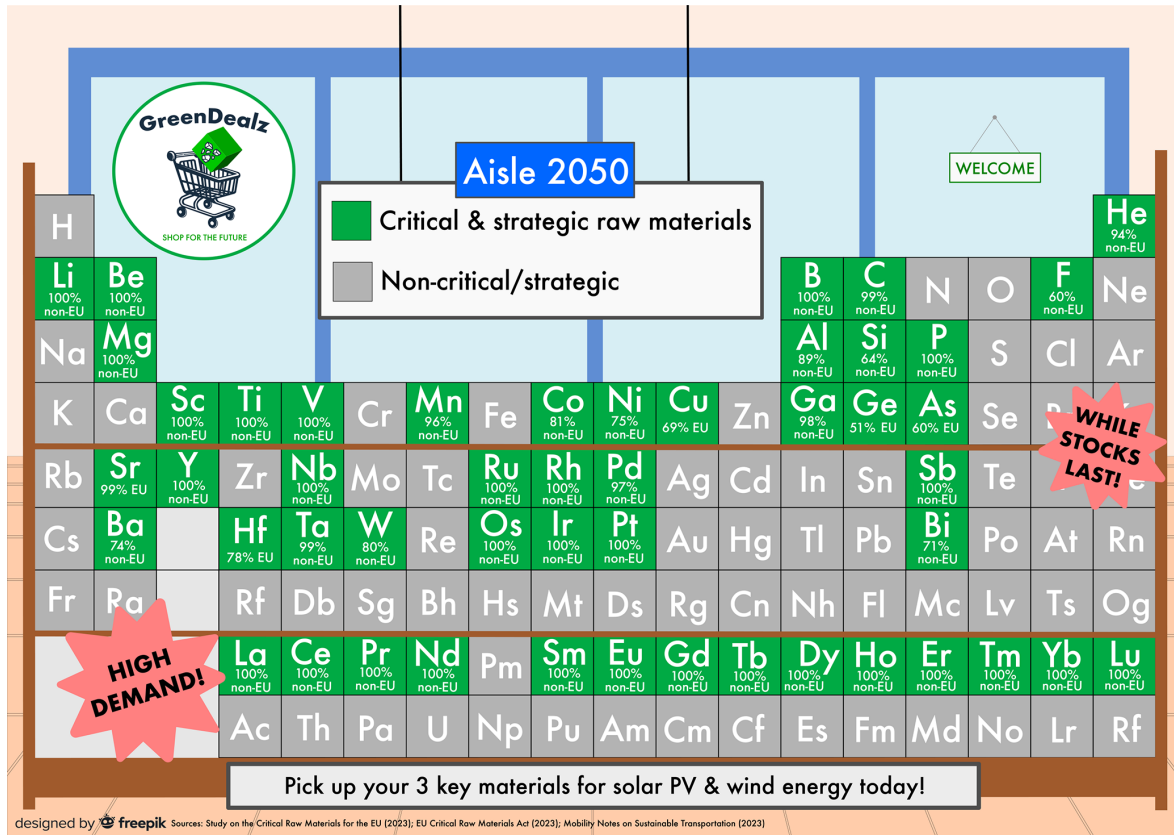 GreenDealz
SHOP FOR THE FUTURE
Aisle 2050
Critical & strategic raw materials
Non-critical/strategic
WELCOME
H
He
94%
non-EU
Li
100%
non-EU
Be
100%
non-EU
B
100%
non-EU
C
99%
non-EU
N
O
F
60%
non-EU
Ne
Na
Mg
100%
non-EU
Al
89%
non-EU
Si
64%
non-EU
P
100%
non-EU
S
Cl
Ar
K
Ca
Sc
100%
non-EU
Ti
100%
non-EU
V
100%
non-EU
Cr
Mn
96%
non-EU
Fe
Co
81%
non-EU
Ni
75%
non-EU
Cu
69% EU
Zn
Ga
98%
non-EU
Ge
51% EU
As
60% EU
Se
WHILE
STOCKS
LAST!
Rb
Sr
99% EU
Y
100%
non-EU
Zr
Nb
100%
non-EU
Mo
Tc
Ru
100%
non-EU
Rh
100%
non-EU
Pd
97%
non-EU
Ag
Cd
In
Sn
Sb
100%
non-EU
Te
Cs
Ba
74%
non-EU
Hf
78% EU
Ta
99%
non-EU
W
80%
non-EU
Re
Os
100%
non-EU
Ir
100%
non-EU
Pt
100%
non-EU
Au
Hg
Tl
Pb
Bi
71%
non-EU
Po
At
Rn
Fr
Ra
Rf
Db
Sg
Bh
Hs
Mt
Ds
Rg
Cn
Nh
Fl
Mc
Lv
Ts
Og
HIGH
DEMAND!
La
100%
non-EU
Ce
100%
non-EU
Pr
100%
non-EU
Nd
100%
non-EU
Pm
Sm
100%
non-EU
Eu
100%
non-EU
Gd
100%
non-EU
Tb
100%
non-EU
Dy
100%
non-EU
Ho
100%
non-EU
Er
100%
non-EU
Tm
100%
non-EU
Yb
100%
non-EU
Lu
100%
non-EU
Ac
Th
Pa
U
Np
Pu
Am
Cm
Cf
Es
Fm
Md
No
Lr
Rf
Pick up your 3 key materials for solar PV & wind energy today!
designed by freepik Sources: Study on the Critical Raw Materials for the EU (2023); EU Critical Raw Materials Act (2023); Mobility Notes on Sustainable Transportation (2023)